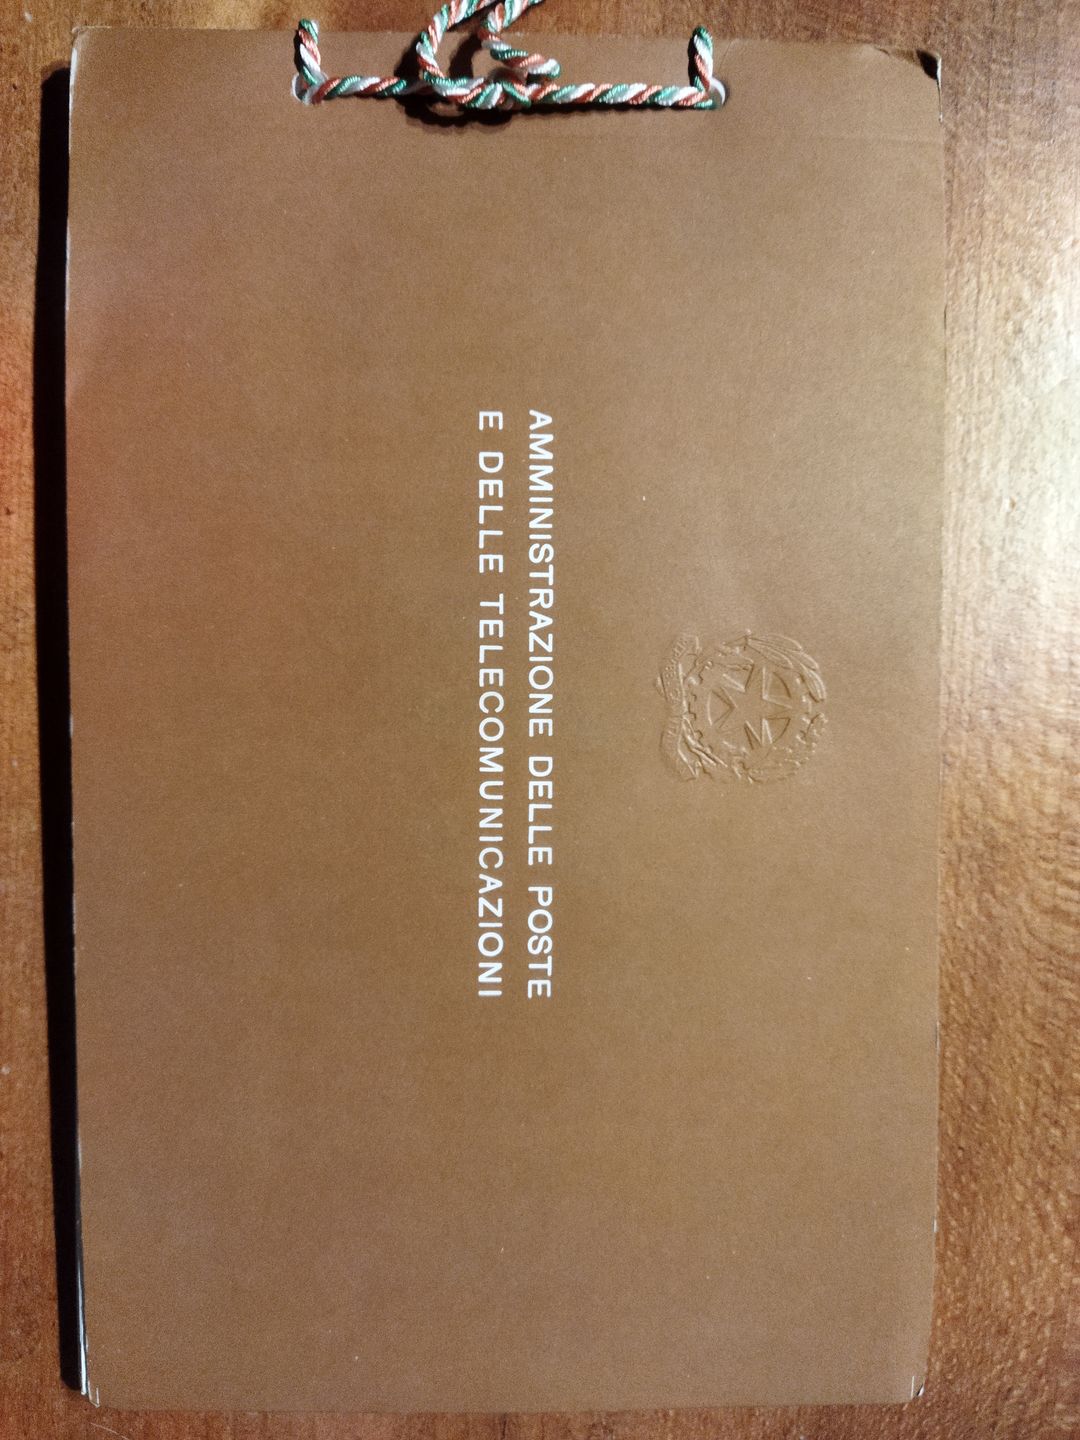 AMMINISTRAZIONE DELLE POSTE
E DELLE TELECOMUNICAZIONI